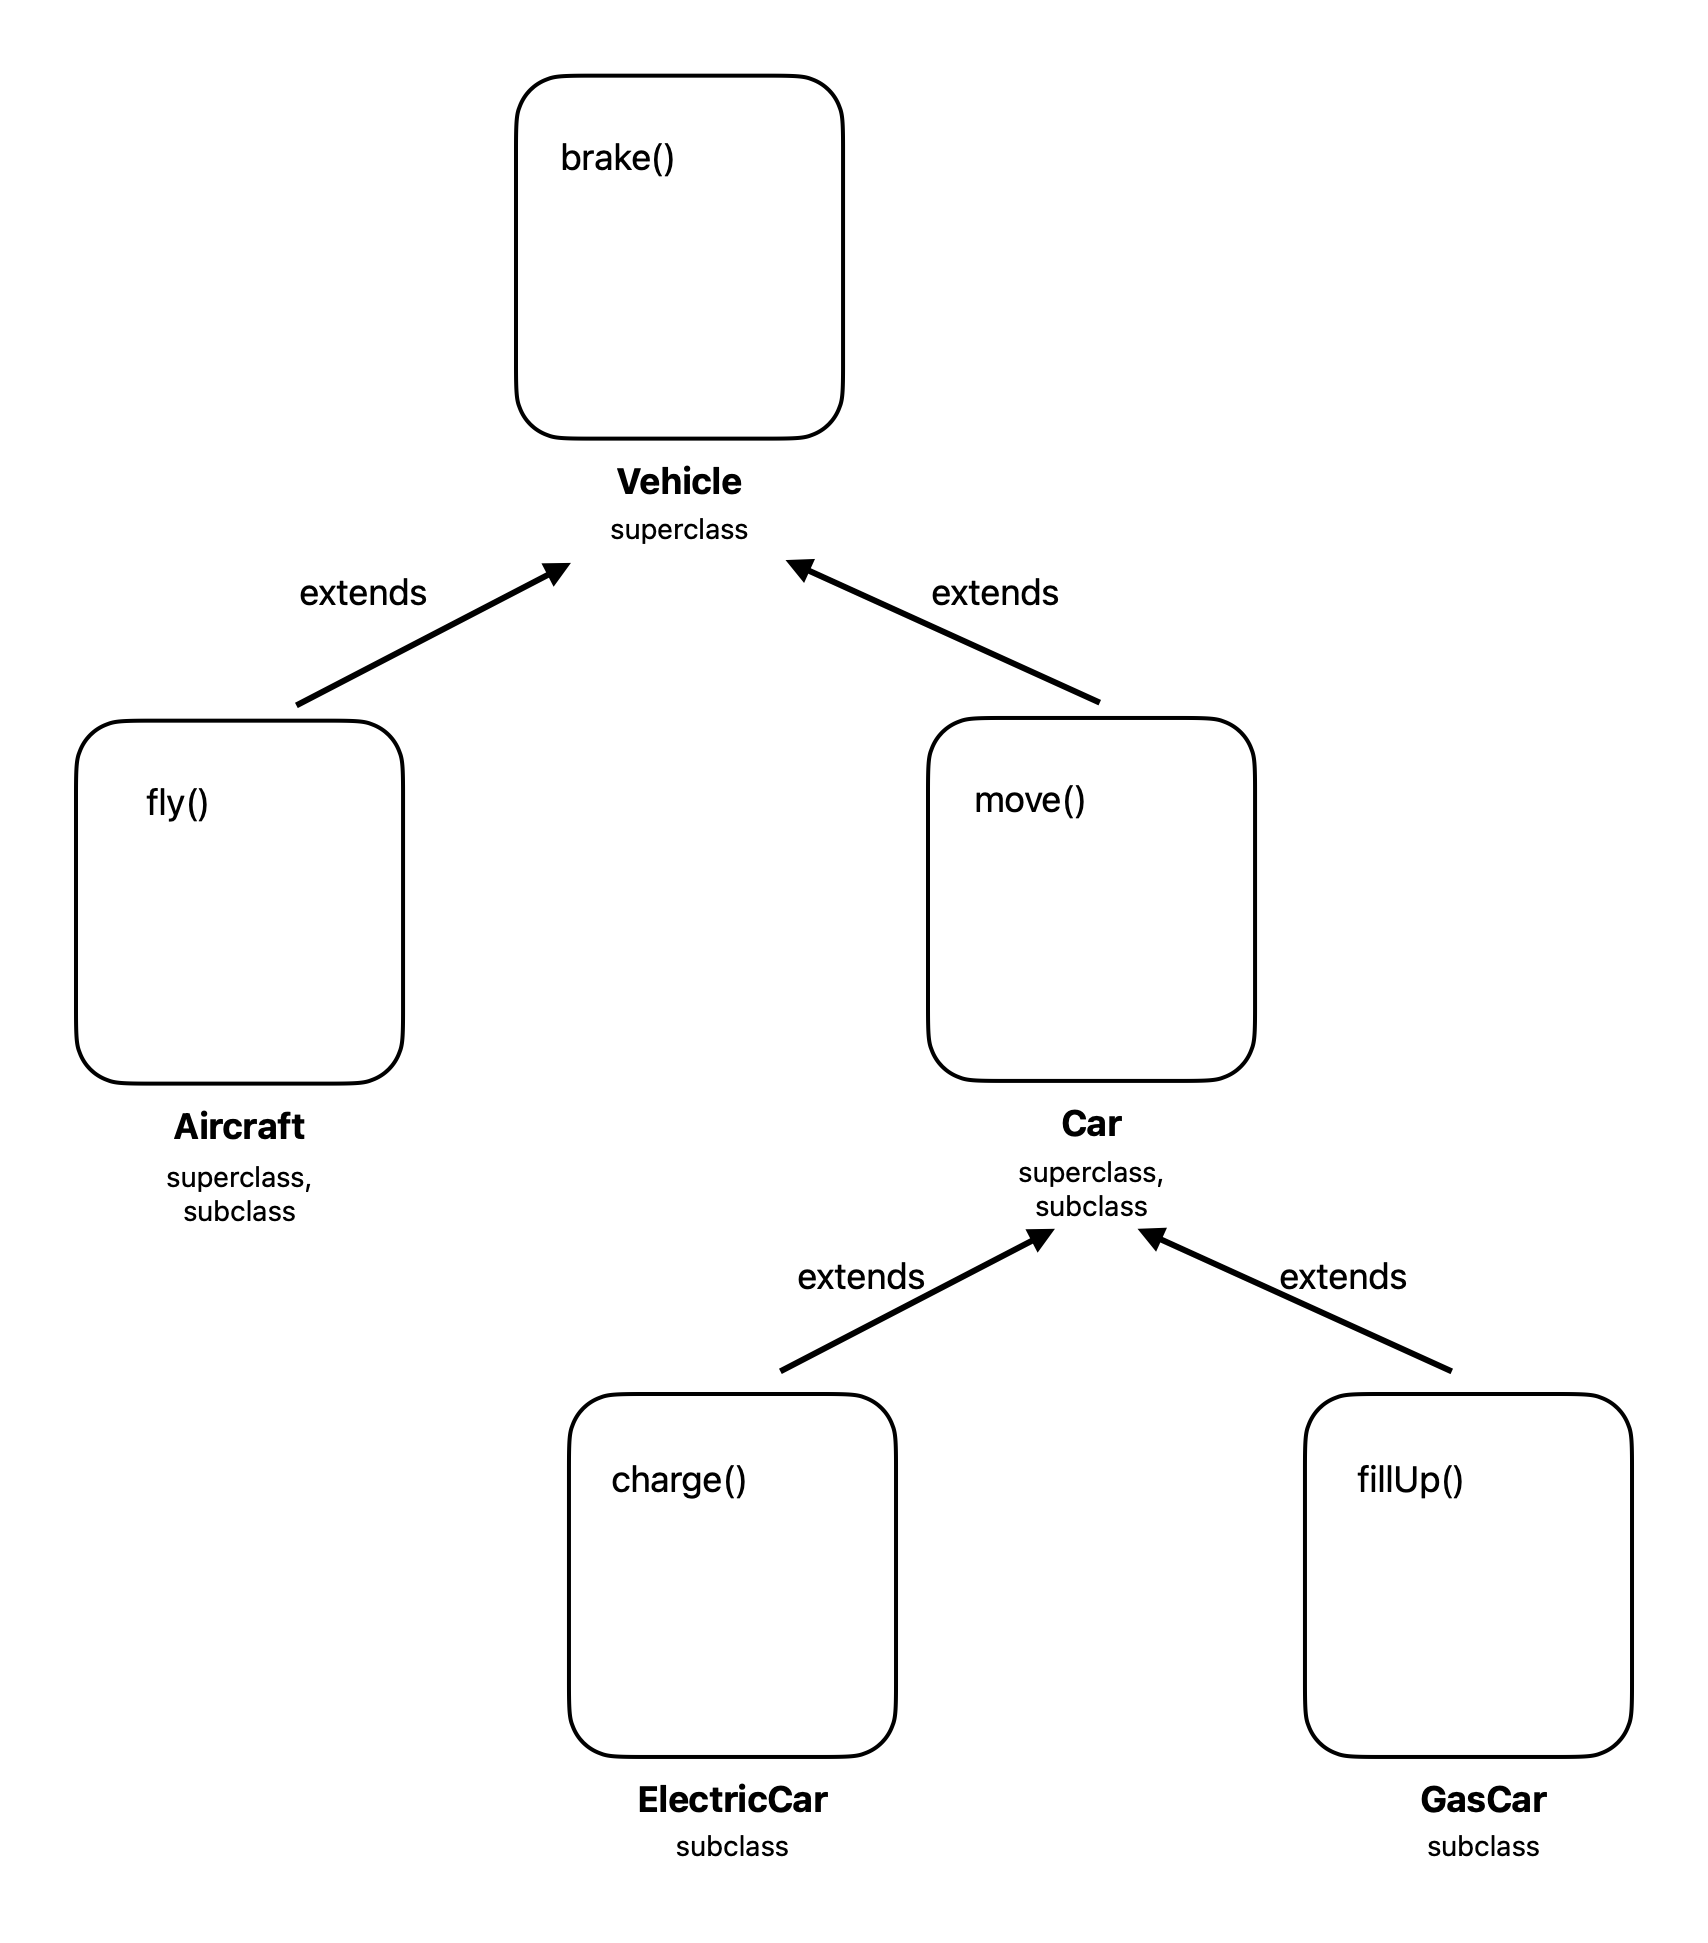 brake()
Vehicle
superclass
extends
extends
fly()
move()
Aircraft
superclass,
subclass
Car
superclass,
subclass
extends
extends
charge()
fillUp()
ElectricCar
subclass
GasCar
subclass